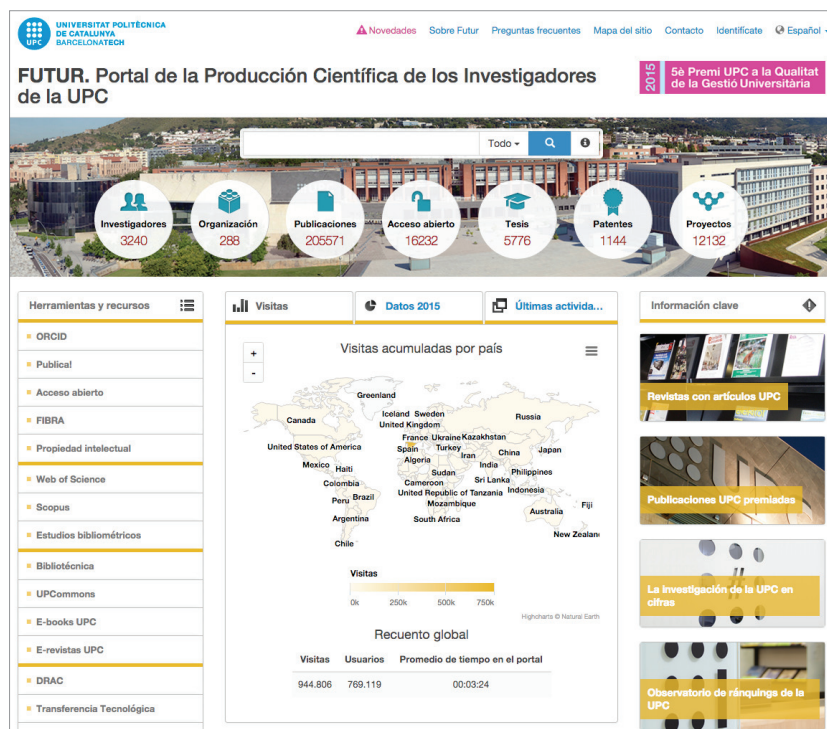 UNIVERSITAT POLITÈCNICA
DE CATALUNYA
BARCELONATECH
UPC
Novedades Sobre Futur Preguntas frecuentes Mapa del sitio Contacto Identifícate Español
FUTUR. Portal de la Producción Científica de los Investigadores
de la UPC
2015
5è Premi UPC a la Qualitat
de la Gestió Universitària
Todo
Investigadores
3240
Organización
288
Publicaciones
205571
Acceso abierto
16232
Tesis
5776
Patentes
1144
Proyectos
12132
Herramientas y recursos
ORCID
Publica!
Acceso abierto
FIBRA
Propiedad intelectual
Web of Science
Scopus
Estudios bibliométricos
Bibliotécnica
UPCommons
E-books UPC
E-revistas UPC
DRAC
Transferencia Tecnológica
Visitas
Datos 2015
Últimas activida...
+
-
Visitas acumuladas por país
Greenland
Iceland Sweden
Canada
Russia
United Kingdom
France Ukraine Kazakhstan
United States of America
Spain Turkey
China
Japan
Algeria
Iran
Mexico
Haiti
India
Sudan
Philippines
Colombia
Cameroon
Sri Lanka
Peru Brazil
United Republic of Tanzania
Indonesia
Mozambique
Fiji
Australia
Argentina
South Africa
New Zealan
Chile
Visitas
0k 250k 500k 750k
Highcharts © Natural Earth
Recuento global
Visitas Usuarios Promedio de tiempo en el portal
944.806 769.119 00:03:24
Información clave
Revistas con artículos UPC
Publicaciones UPC premiadas
La investigación de la UPC en
cifras
Observatorio de ránquings de la
UPC